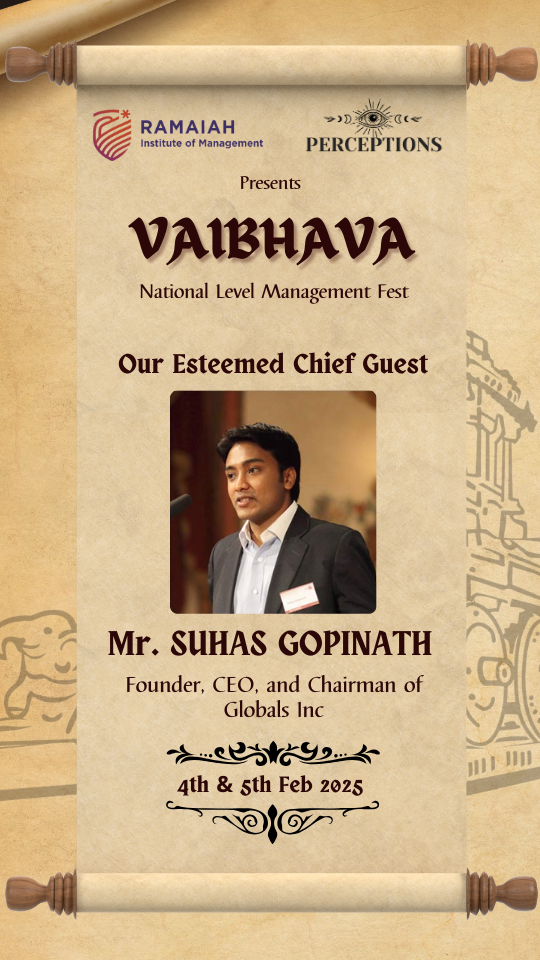 RAMAIAH
Institute of Management
PERCEPTIONS
Presents
VAIBHAVA
National Level Management Fest
Our Esteemed Chief Guest
Mr. SUHAS GOPINATH
Founder, CEO, and Chairman of
Globals Inc
4th & 5th Feb 2025